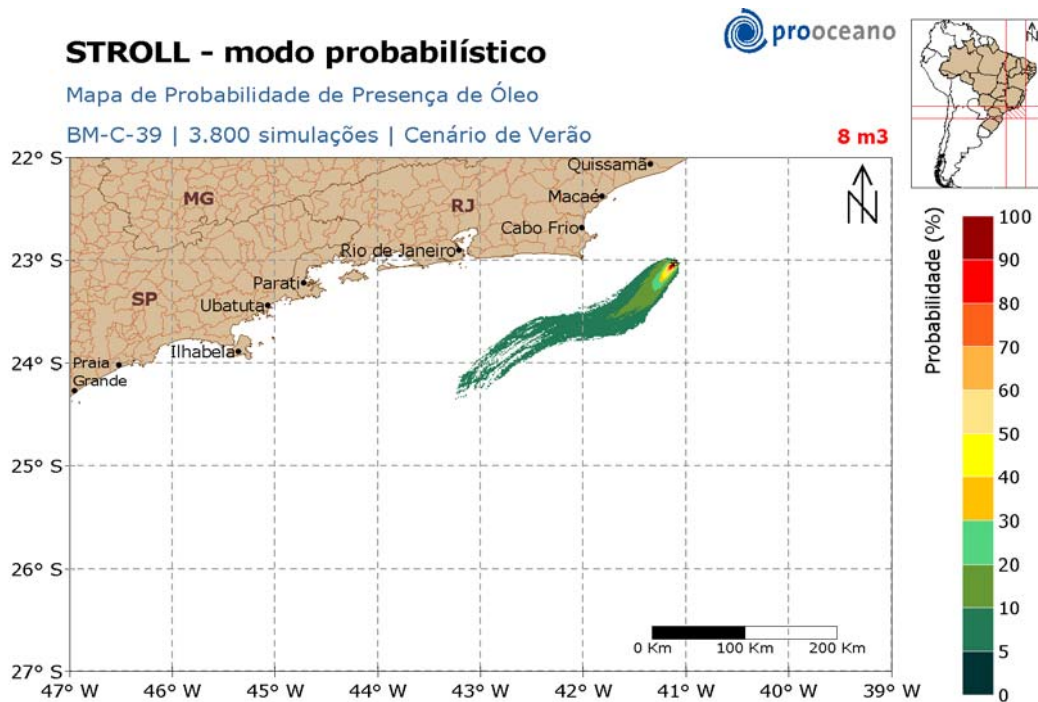 prooceano
STROLL - modo probabilístico
Mapa de Probabilidade de Presença de Óleo
BM-C-39 | 3.800 simulações | Cenário de Verão
8 m3
N
N
22° S
23° S
24° S
25° S
26° S
27° S
MG
RJ
SP
Quissamã
Macaé
Cabo Frio
Rio de Janeiro
Parati
Ubatuta
Ilhabela
Praia
Grande
0 Km 100 Km 200 Km
47 W 46 W 45 W 44 W 43 W 42 W 41 W 40 W 39 W
Probabilidade (%)
100
90
80
70
60
50
40
30
20
10
5
0